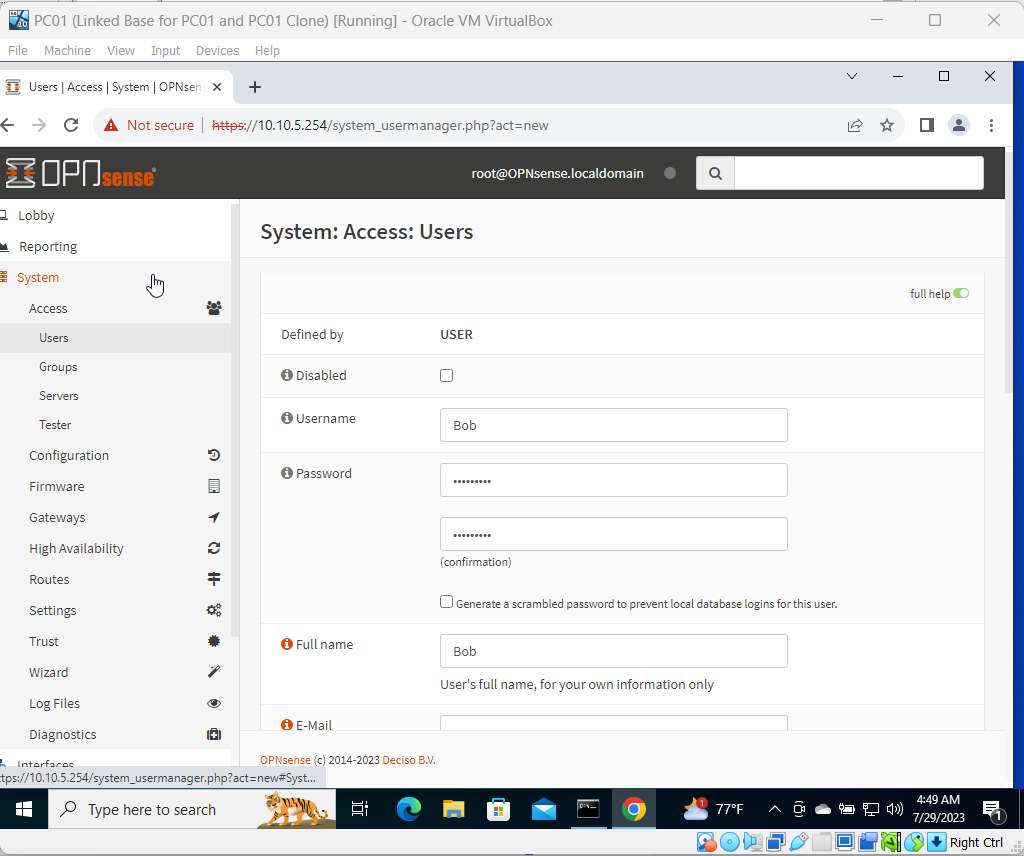 PC01 (Linked Base for PC01 and PC01 Clone) [Running] - Oracle VM VirtualBox
File Machine View Input Devices Help
Users | Access | System | OPNsen
Not secure https://10.10.5.254/system_usermanager.php?act=new
OPNsense root@OPNsense.localdomain
Lobby
Reporting
System
Access
Users
Groups
Servers
Tester
Configuration
Firmware
Gateways
High Availability
Routes
Settings
Trust
Wizard
Log Files
Diagnostics
Interfaces
System: Access: Users
full help
Defined by USER
Disabled
Username Bob
Password •••••••••
•••••••••
(confirmation)
Generate a scrambled password to prevent local database logins for this user.
Full name Bob
User's full name, for your own information only
E-Mail
OPNsense (c) 2014-2023 Deciso B.V.
ttps://10.10.5.254/system_usermanager.php?act=new#Syst...
Type here to search
1 77°F
4:49 AM
7/29/2023
1
Right Ctrl